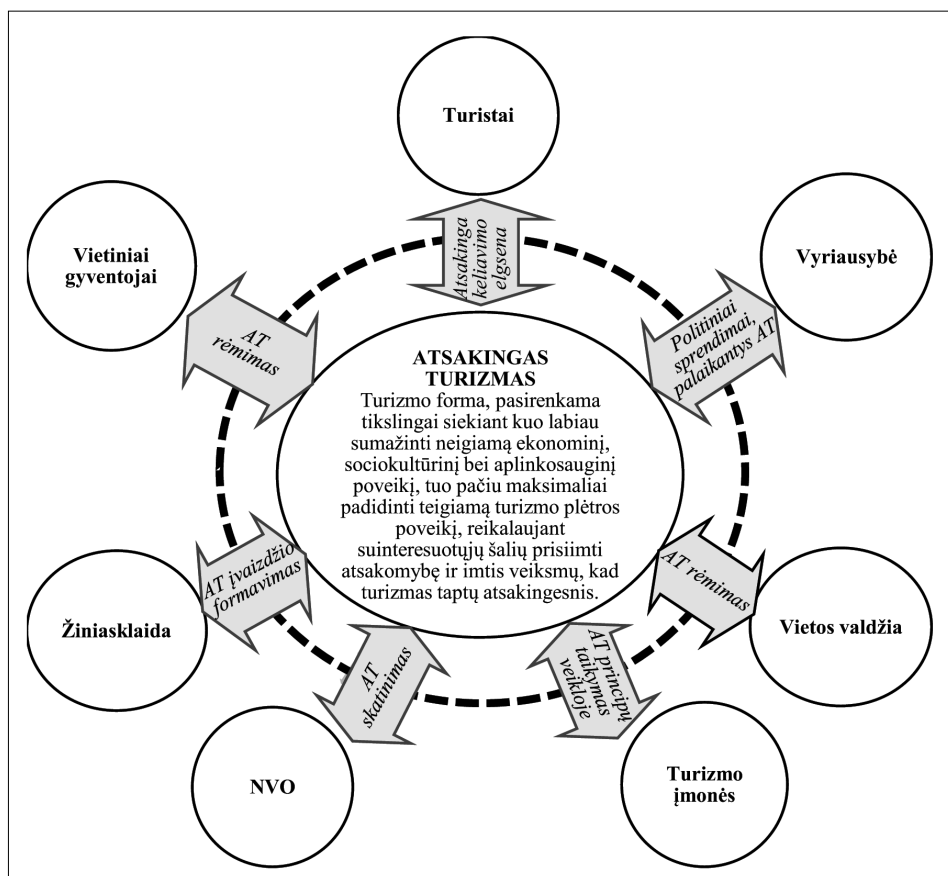 Turistai
Atsakinga
keliavimo
elgsena
Vyriausybė
Politiniai
sprendimai,
palaikantys AT
Vietiniai
gyventojai
AT
rėmimas
ATSAKINGAS
TURIZMAS
Turizmo forma, pasirenkama
tikslingai siekiant kuo labiau
sumažinti neigiamą ekonominį,
sociokultūrinį bei aplinkosauginį
poveikį, tuo pačiu maksimaliai
padidinti teigiamą turizmo plėtros
poveikį, reikalaujant
suinteresuotųjų šalių prisiimti
atsakomybę ir imtis veiksmų, kad
turizmas taptų atsakingesnis.
AT įvaizdžio
formavimas
Žiniasklaida
AT rėmimas
Vietos valdžia
AT
skatinimas
NVO
AT principų
taikymas
veikloje
Turizmo
įmonės